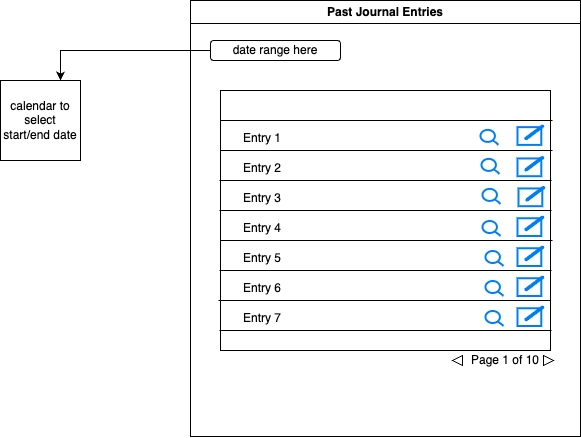 Past Journal Entries
date range here
calendar to
select
start/end date
Entry 1
Entry 2
Entry 3
Entry 4
Entry 5
Entry 6
Entry 7
Page 1 of 10